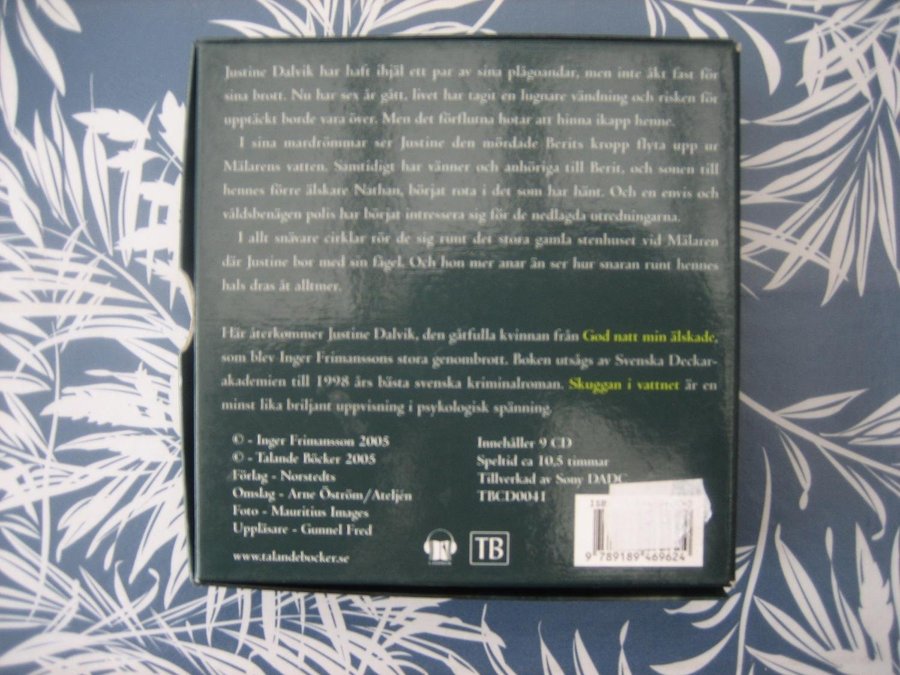 Justine Dalvik har haft ihjäl ett par av sina plågoandar, men inte åkt fast för
sina brott. Nu har sex år gått, livet har tagit en lugnare vändning och risken för
upptäckt borde vara över. Men det förflutna hotar att hinna ikapp henne.
I sina mardrömmar ser Justine den mördade Berits kropp flyta upp ur
Mälarens vatten. Samtidigt har vänner och anhöriga till Berit, och sonen till
hennes förre älskare Nathan, börjat rota i det som har hänt. Och en envis och
våldsbenägen polis har börjat intressera sig för de nedlagda utredningarna.
I allt snävare cirklar rör de sig runt det stora gamla stenhuset vid Mälaren
där Justine bor med sin fågel. Och hon mer anar än ser hur snaran runt hennes
hals dras åt alltmer.
Här återkommer Justine Dalvik, den gåtfulla kvinnan från God natt min älskade,
som blev Inger Frimanssons stora genombrott. Boken utsågs av Svenska Deckar-
akademien till 1998 års bästa svenska kriminalroman. Skuggan i vattnet är en
minst lika briljant uppvisning i psykologisk spänning.
© - Inger Frimansson 2005
© - Talande Böcker 2005
Förlag - Norstedts
Omslag - Arne Öström/Ateljén
Foto - Mauritius Images
Uppläsare - Gunnel Fred
www.talandebocker.se
Innehåller 9 CD
Speltid ca 10,5 timmar
Tillverkad av Sony DADC
TBCD0041
TB
ISB
9 789189 469624